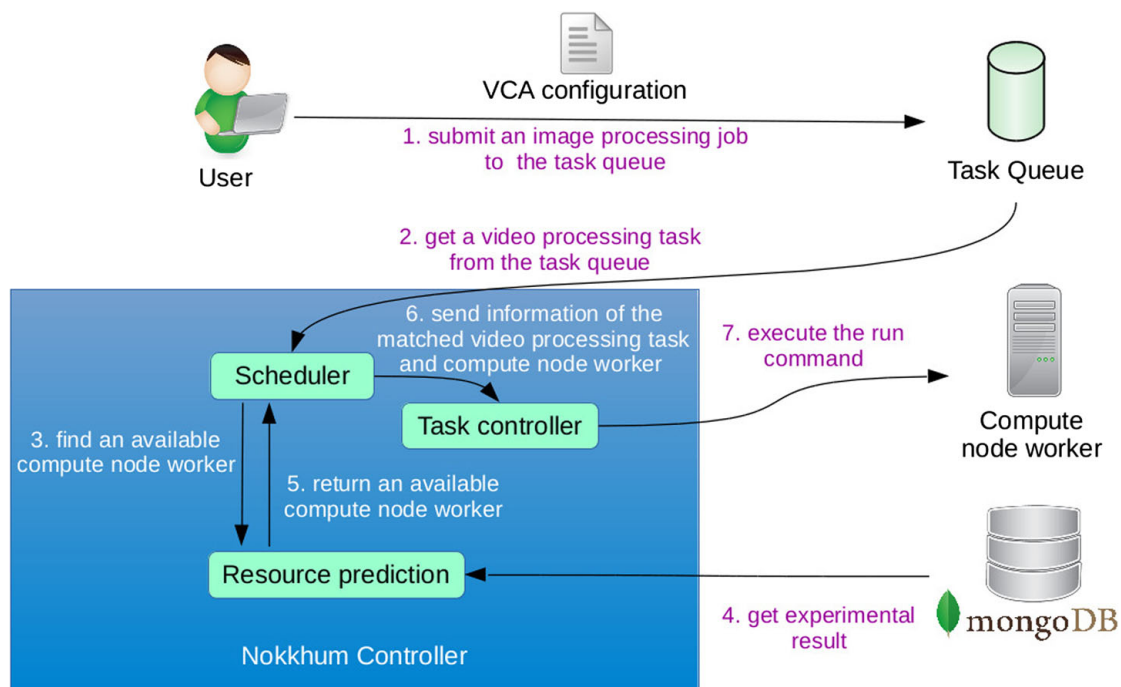 VCA configuration
1. submit an image processing job
to the task queue
User
Task Queue
2. get a video processing task
from the task queue
6. send information of the
matched video processing task
and compute node worker
7. execute the run
command
Scheduler
Task controller
3. find an available
compute node worker
Compute
node worker
5. return an available
compute node worker
Resource prediction
4. get experimental
result
mongoDB
Nokkhum Controller